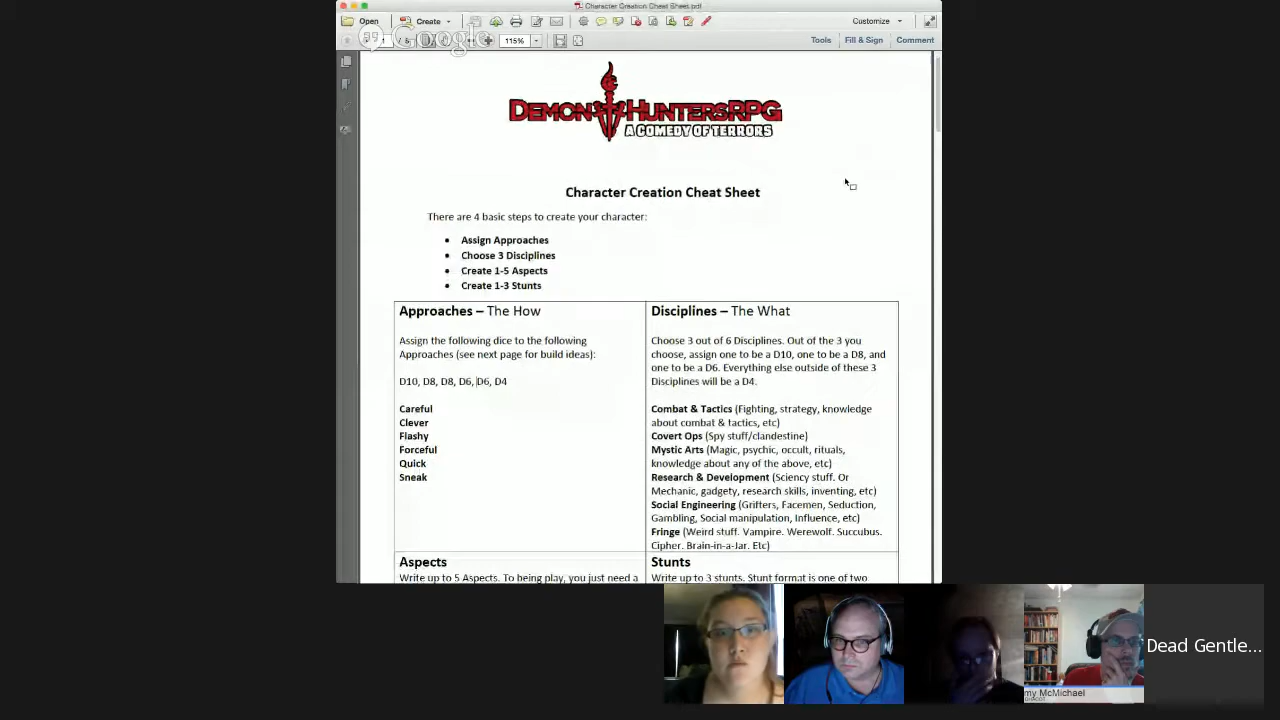 Character Creation Cheat Sheet.pdf
Open
Create
Customize
Google
1
115%
Tools
Fill & Sign
Comment
DEMON HUNTERS RPG
A COMEDY OF TERRORS
Character Creation Cheat Sheet
There are 4 basic steps to create your character:
• Assign Approaches
• Choose 3 Disciplines
• Create 1-5 Aspects
• Create 1-3 Stunts
Approaches – The How
Assign the following dice to the following
Approaches (see next page for build ideas):
D10, D8, D8, D6, D6, D4
Careful
Clever
Flashy
Forceful
Quick
Sneak
Disciplines – The What
Choose 3 out of 6 Disciplines. Out of the 3 you
choose, assign one to be a D10, one to be a D8, and
one to be a D6. Everything else outside of these 3
Disciplines will be a D4.
Combat & Tactics (Fighting, strategy, knowledge
about combat & tactics, etc)
Covert Ops (Spy stuff/clandestine)
Mystic Arts (Magic, psychic, occult, rituals,
knowledge about any of the above, etc)
Research & Development (Sciency stuff. Or
Mechanic, gadgety, research skills, inventing, etc)
Social Engineering (Grifters, Facemen, Seduction,
Gambling, Social manipulation, Influence, etc)
Fringe (Weird stuff. Vampire. Werewolf. Succubus.
Cipher. Brain-in-a-Jar. Etc)
Aspects
Write up to 5 Aspects. To being play, you just need a
Stunts
Write up to 3 stunts. Stunt format is one of two
my McMichael
Dead Gentle...